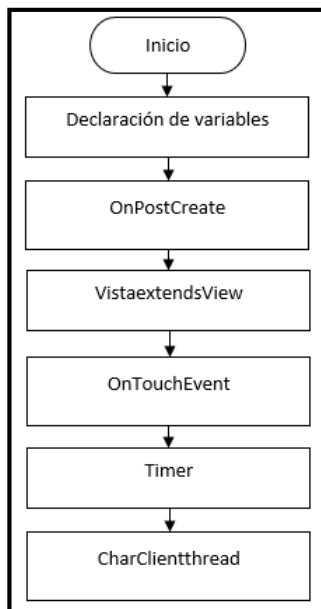 Inicio
Declaración de variables
OnPostCreate
VistaextendsView
OnTouchEvent
Timer
CharClientthread